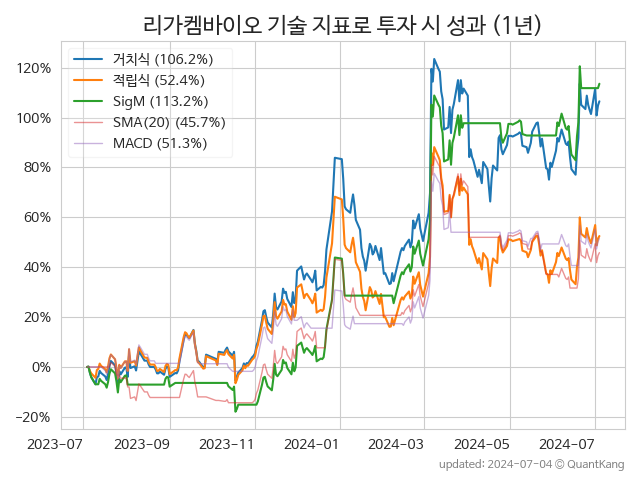 리가켐바이오 기술 지표로 투자 시 성과 (1년)
거치식 (106.2%)
적립식 (52.4%)
SigM (113.2%)
SMA(20) (45.7%)
MACD (51.3%)
120%
100%
80%
60%
40%
20%
0%
−20%
2023-07 2023-09 2023-11 2024-01 2024-03 2024-05 2024-07
updated: 2024-07-04 © QuantKang